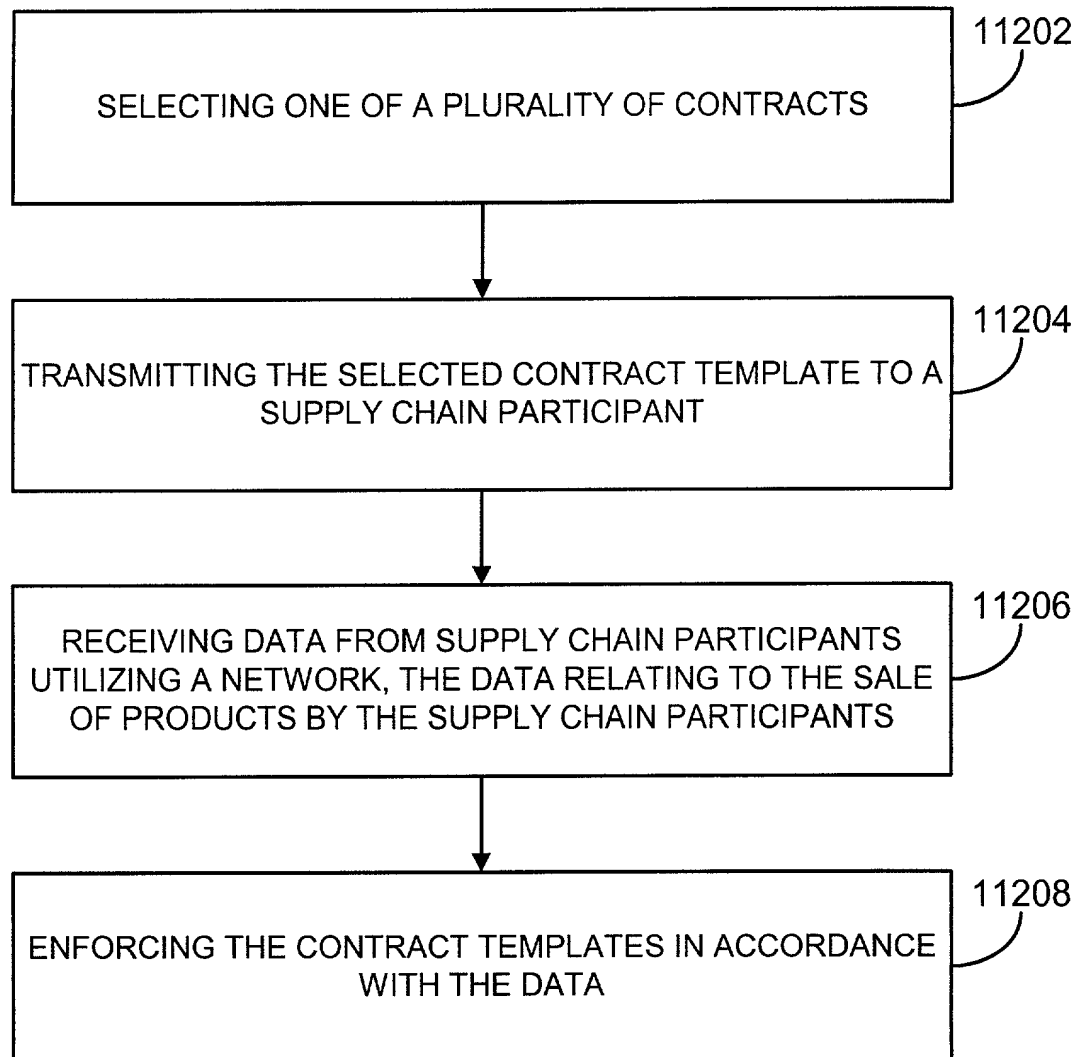 11202
SELECTING ONE OF A PLURALITY OF CONTRACTS
11204
TRANSMITTING THE SELECTED CONTRACT TEMPLATE TO A
SUPPLY CHAIN PARTICIPANT
11206
RECEIVING DATA FROM SUPPLY CHAIN PARTICIPANTS
UTILIZING A NETWORK, THE DATA RELATING TO THE SALE
OF PRODUCTS BY THE SUPPLY CHAIN PARTICIPANTS
11208
ENFORCING THE CONTRACT TEMPLATES IN ACCORDANCE
WITH THE DATA